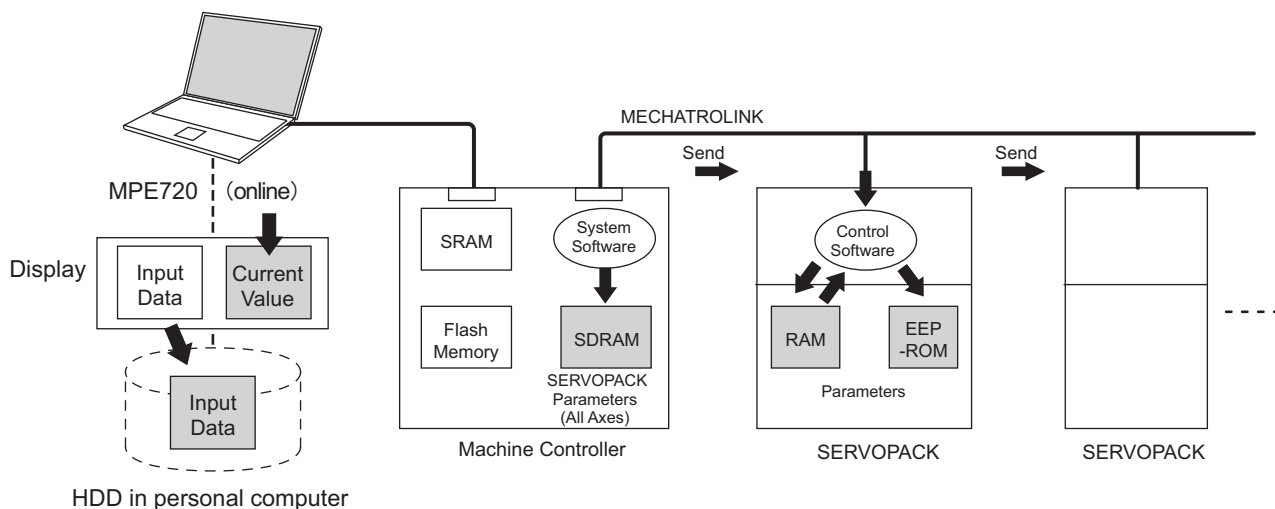 MECHATROLINK
Send
Send
MPE720 (online)
Display
Input
Data
Current
Value
SRAM
System
Software
Flash
Memory
SDRAM
SERVOPACK
Parameters
(All Axes)
Machine Controller
Control
Software
RAM
EEP
-ROM
Parameters
SERVOPACK
SERVOPACK
Input
Data
HDD in personal computer